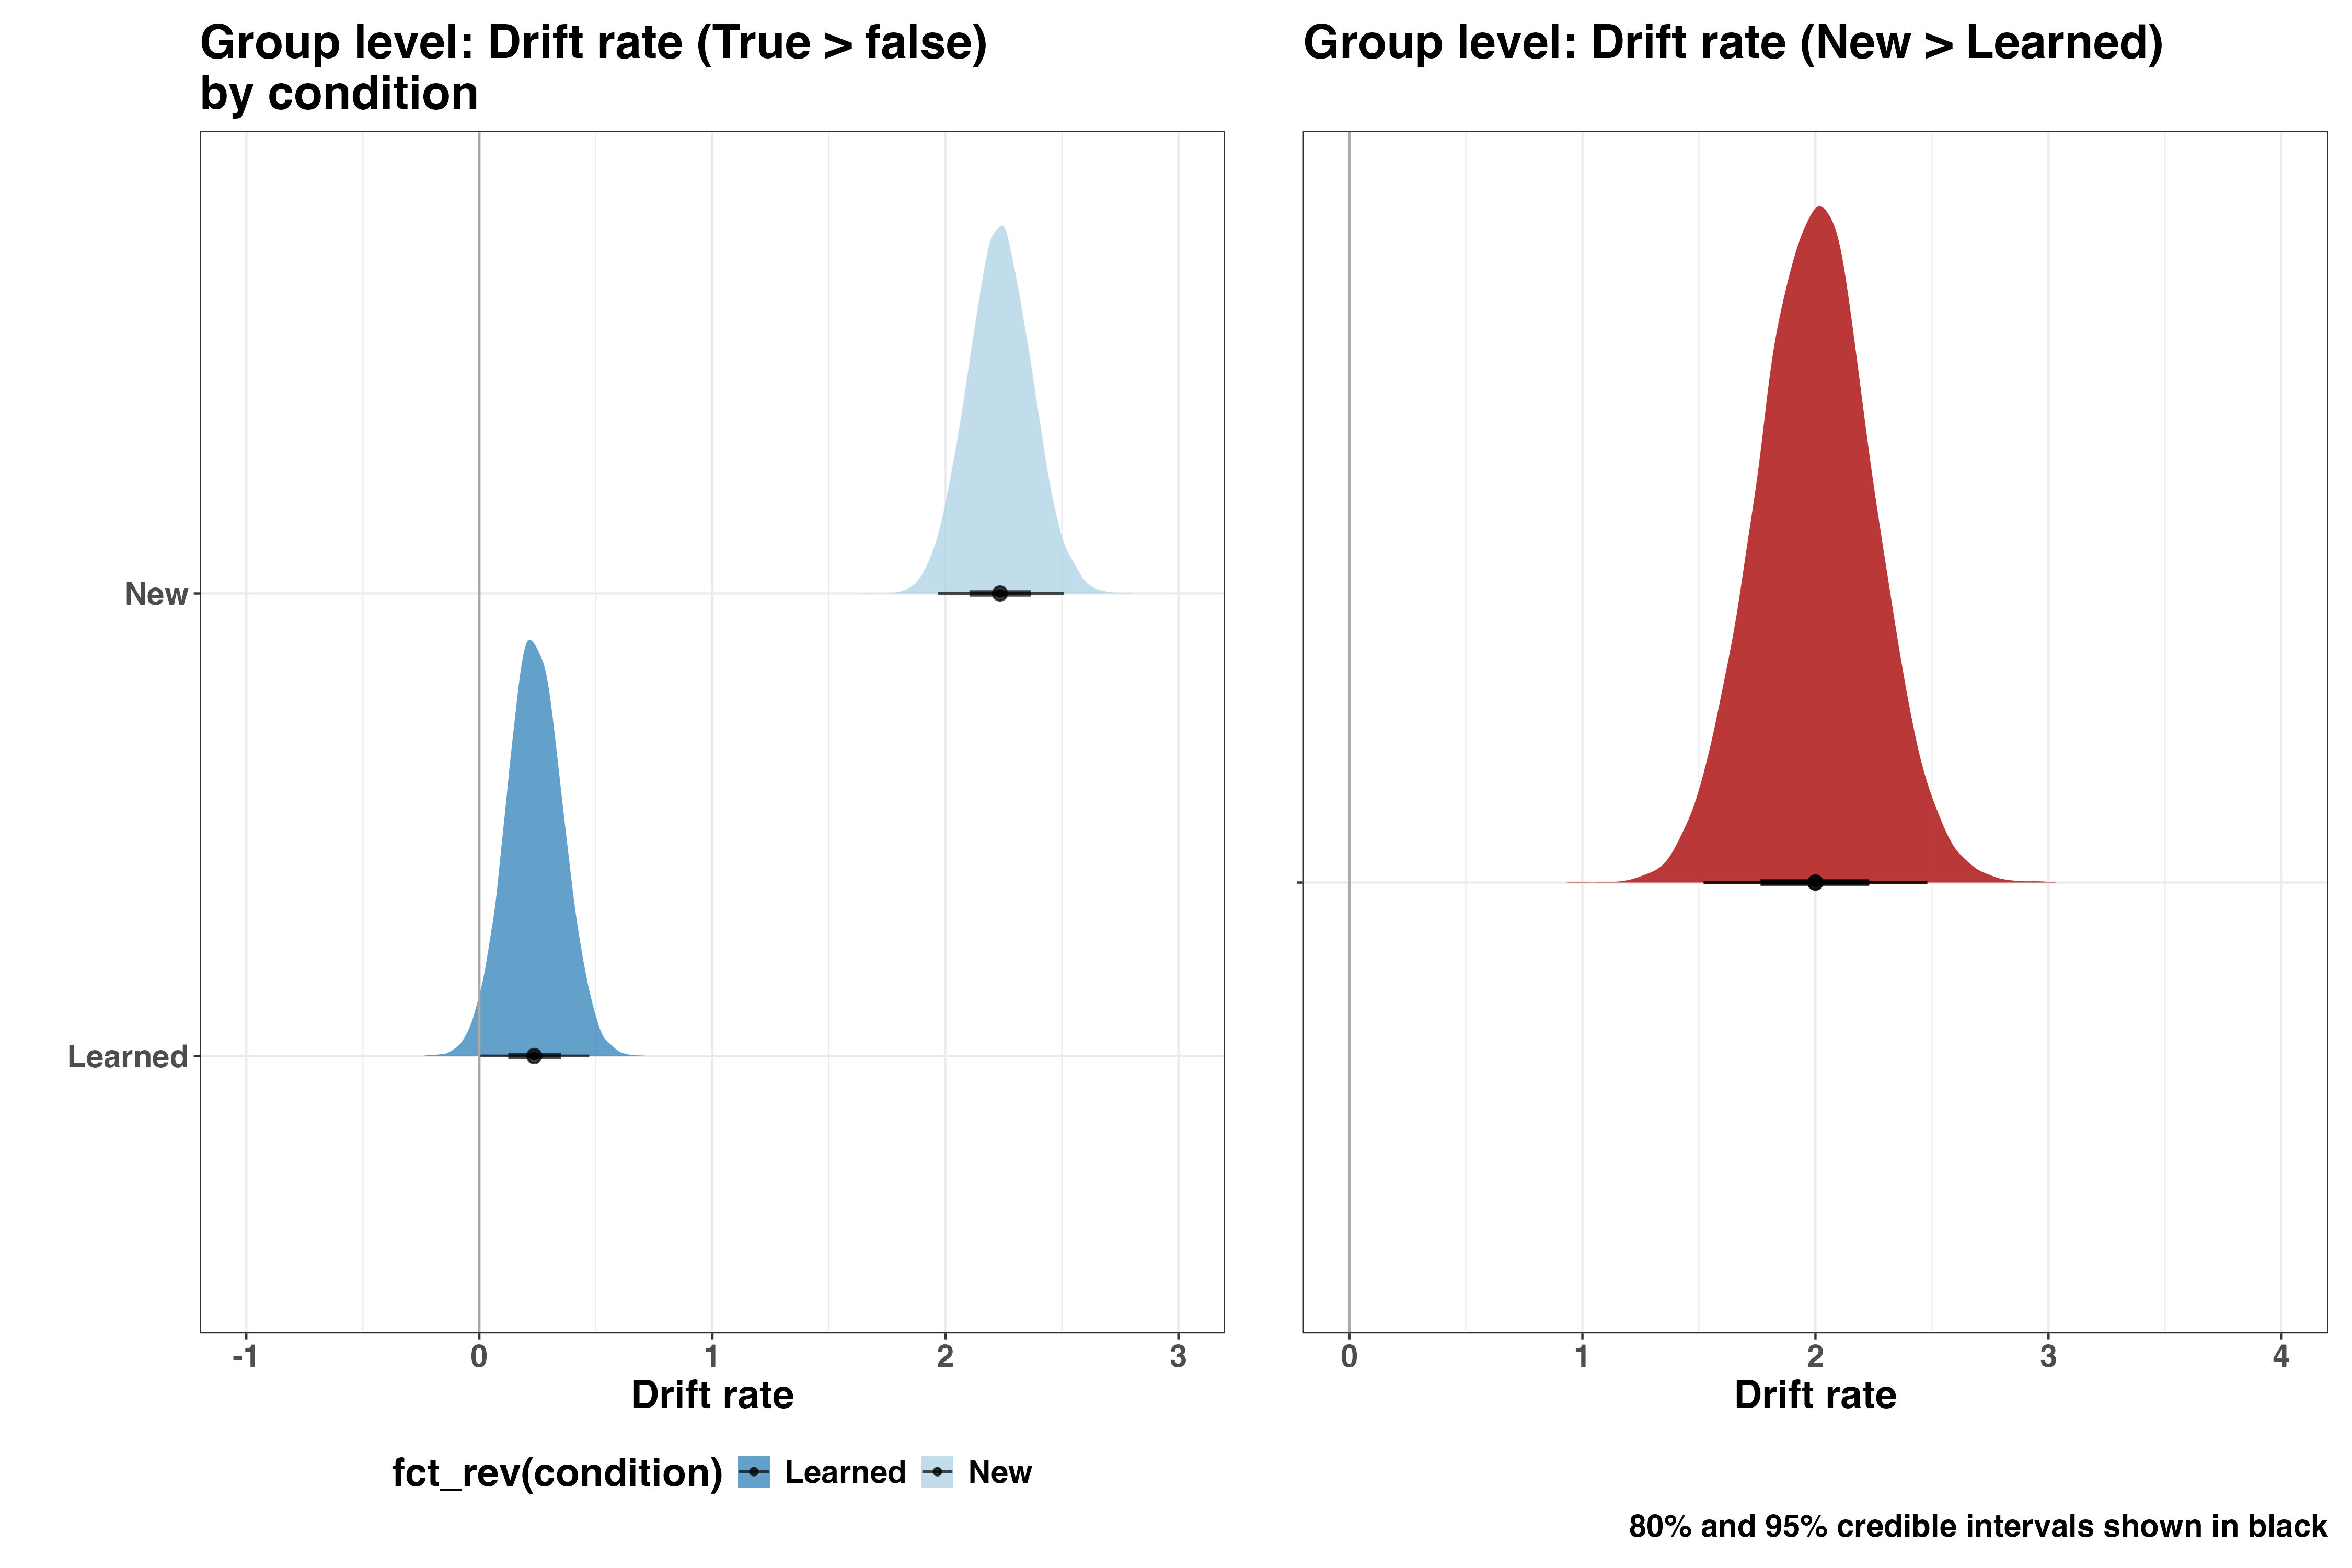 Group level: Drift rate (True > false)
by condition
New
Learned
-1 0 1 2 3
Drift rate
fct_rev(condition) Learned New
Group level: Drift rate (New > Learned)
0 1 2 3 4
Drift rate
80% and 95% credible intervals shown in black